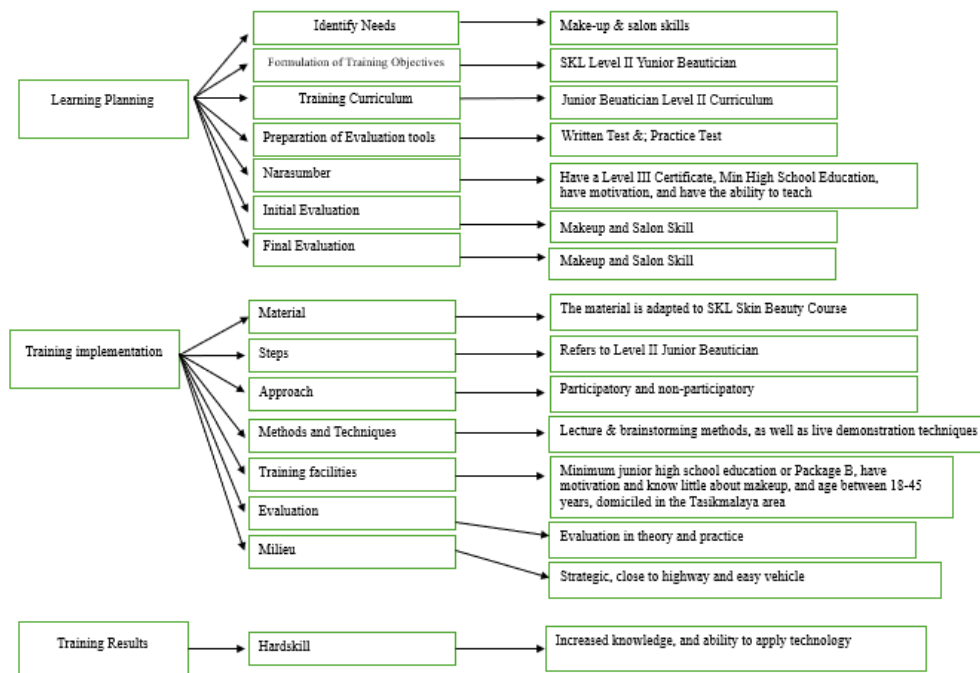 Learning Planning
Identify Needs
Make-up & salon skills
Formulation of Training Objectives
SKL Level II Yunior Beautician
Training Curriculum
Junior Beuatician Level II Curriculum
Preparation of Evaluation tools
Written Test &; Practice Test
Narasumber
Have a Level III Certificate, Min High School Education,
have motivation, and have the ability to teach
Initial Evaluation
Makeup and Salon Skill
Final Evaluation
Makeup and Salon Skill
Training implementation
Material
The material is adapted to SKL Skin Beauty Course
Steps
Refers to Level II Junior Beautician
Approach
Participatory and non-participatory
Methods and Techniques
Lecture & brainstorming methods, as well as live demonstration techniques
Training facilities
Minimum junior high school education or Package B, have
motivation and know little about makeup, and age between 18-45
years, domiciled in the Tasikmalaya area
Evaluation
Evaluation in theory and practice
Milieu
Strategic, close to highway and easy vehicle
Training Results
Hardskill
Increased knowledge, and ability to apply technology